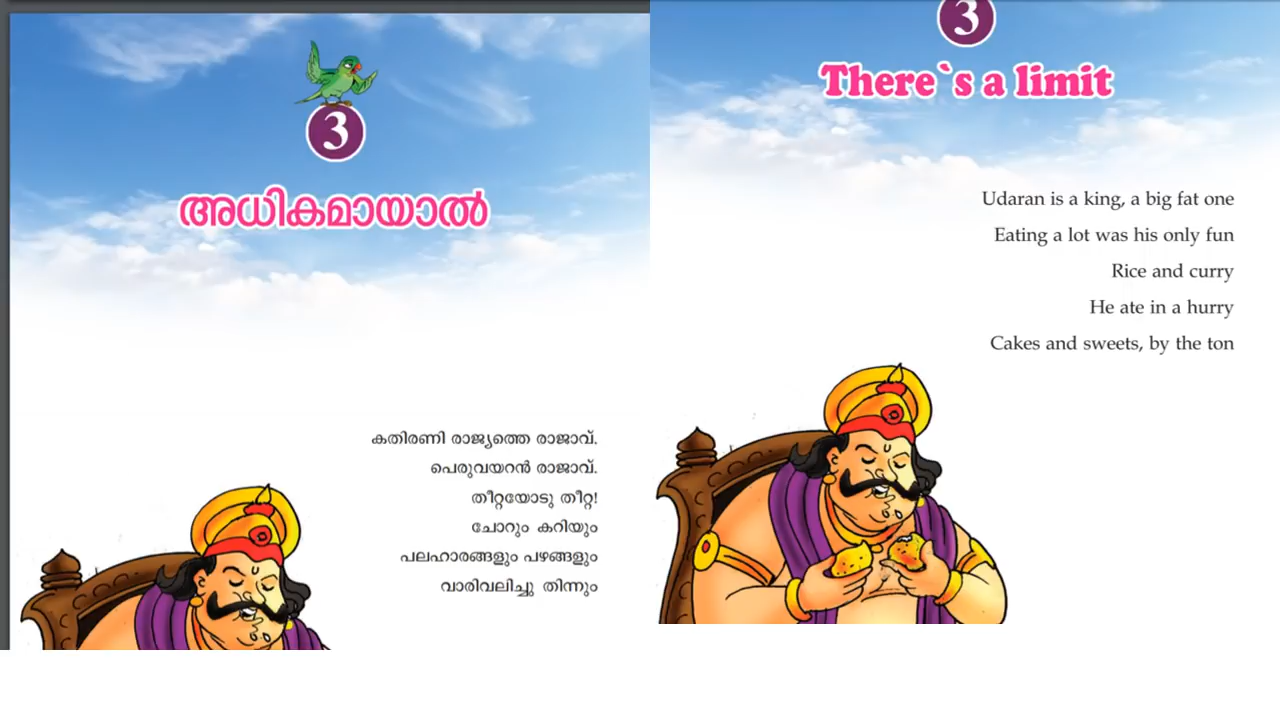 3
അധികമായാൽ
കതിരണി രാജ്യത്തെ രാജാവ്.
പെരുവയറൻ രാജാവ്.
തീറ്റയോടു തീറ്റ!
ചോറും കറിയും
പലഹാരങ്ങളും പഴങ്ങളും
വാരിവലിച്ചു തിന്നും
3
There`s a limit
Udaran is a king, a big fat one
Eating a lot was his only fun
Rice and curry
He ate in a hurry
Cakes and sweets, by the ton